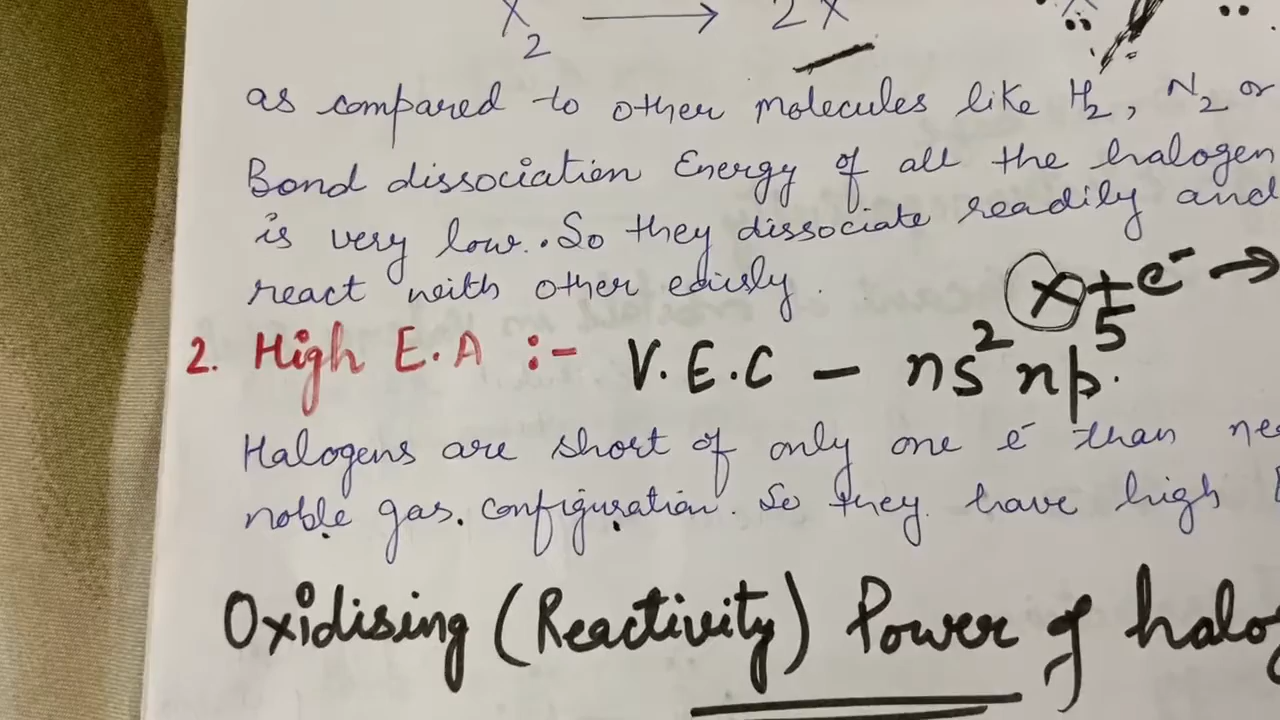 X₂ → 2X
as compared to other molecules like H₂, N₂ or
Bond dissociation Energy of all the halogen
is very low. So they dissociate readily and
react with other edisly.
X + e⁻ →
2. High E.A :- V.E.C – ns² np⁵
Halogens are short of only one e⁻ than
noble gas configuration. So they have high
Oxidising (Reactivity) Power of halo